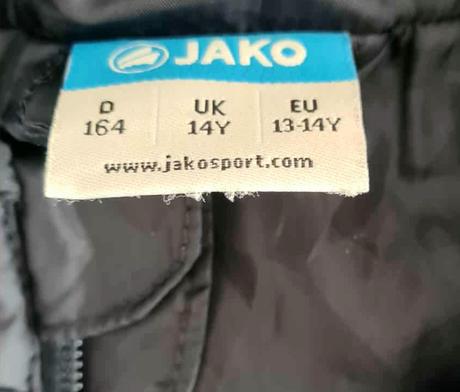 JAKO
D UK EU
164 14Y 13-14Y
www.jakosport.com